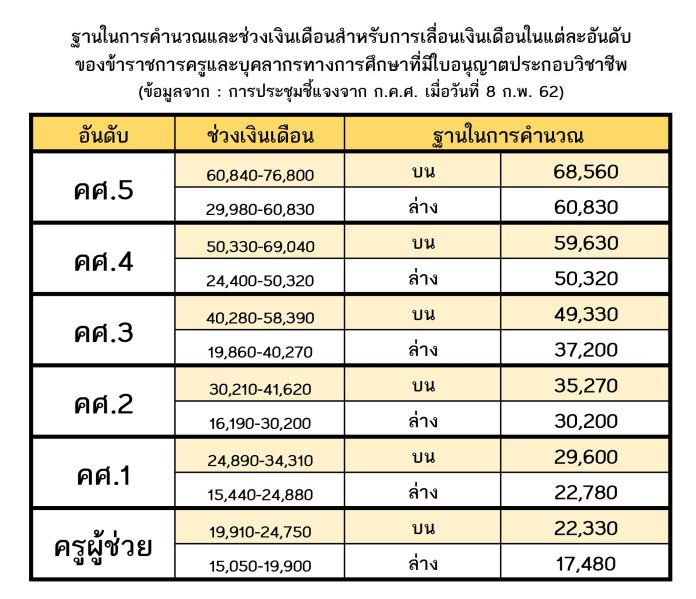 ฐานในการคำนวณและช่วงเงินเดือนสำหรับการเลื่อนเงินเดือนในแต่ละอันดับ
ของข้าราชการครูและบุคลากรทางการศึกษาที่มีใบอนุญาตประกอบวิชาชีพ
(ข้อมูลจาก : การประชุมชี้แจงจาก ก.ค.ศ. เมื่อวันที่ 8 ก.พ. 62)
อันดับ ช่วงเงินเดือน ฐานในการคำนวณ
คศ.5
60,840-76,800 บน 68,560
29,980-60,830 ล่าง 60,830
คศ.4
50,330-69,040 บน 59,630
24,400-50,320 ล่าง 50,320
คศ.3
40,280-58,390 บน 49,330
19,860-40,270 ล่าง 37,200
คศ.2
30,210-41,620 บน 35,270
16,190-30,200 ล่าง 30,200
คศ.1
24,890-34,310 บน 29,600
15,440-24,880 ล่าง 22,780
ครูผู้ช่วย
19,910-24,750 บน 22,330
15,050-19,900 ล่าง 17,480